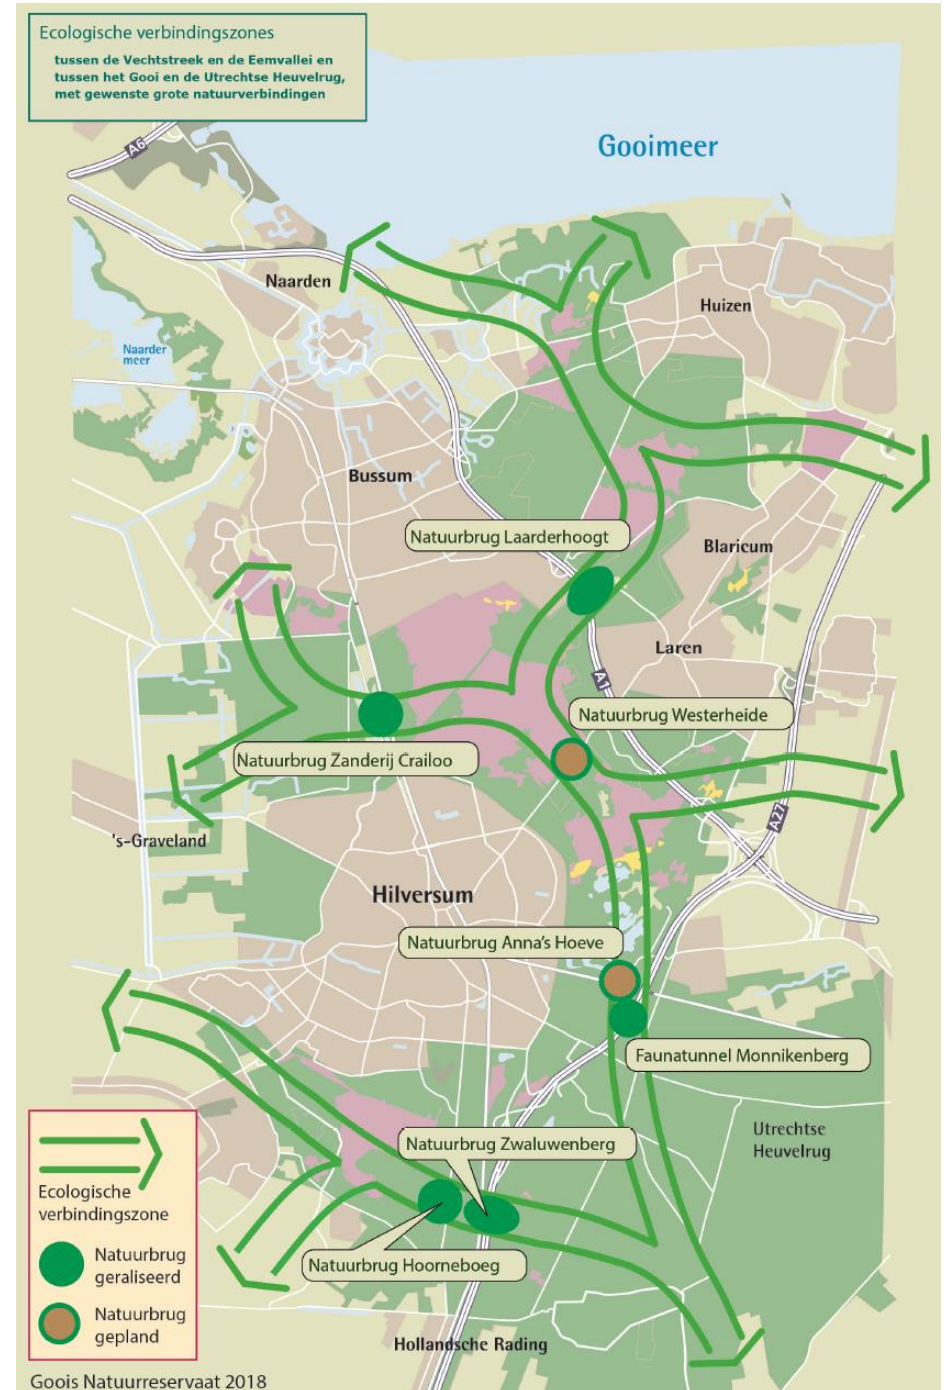 Ecologische verbindingszones
tussen de Vechtstreek en de Eemvallei en
tussen het Gooi en de Utrechtse Heuvelrug,
met gewenste grote natuurverbindingen
A6
Gooimeer
Naarden
Huizen
Naarder
meer
Bussum
Natuurbrug Laarderhoogt
Blaricum
Laren
A1
Natuurbrug Westerheide
Natuurbrug Zanderij Crailoo
A27
's-Graveland
Hilversum
Natuurbrug Anna's Hoeve
Faunatunnel Monnikenberg
Utrechtse
Heuvelrug
Natuurbrug Zwaluwenberg
Natuurbrug Hoorneboeg
Hollandsche Rading
Ecologische
verbindingszone
Natuurbrug
geraliseerd
Natuurbrug
gepland
Goois Natuurreservaat 2018